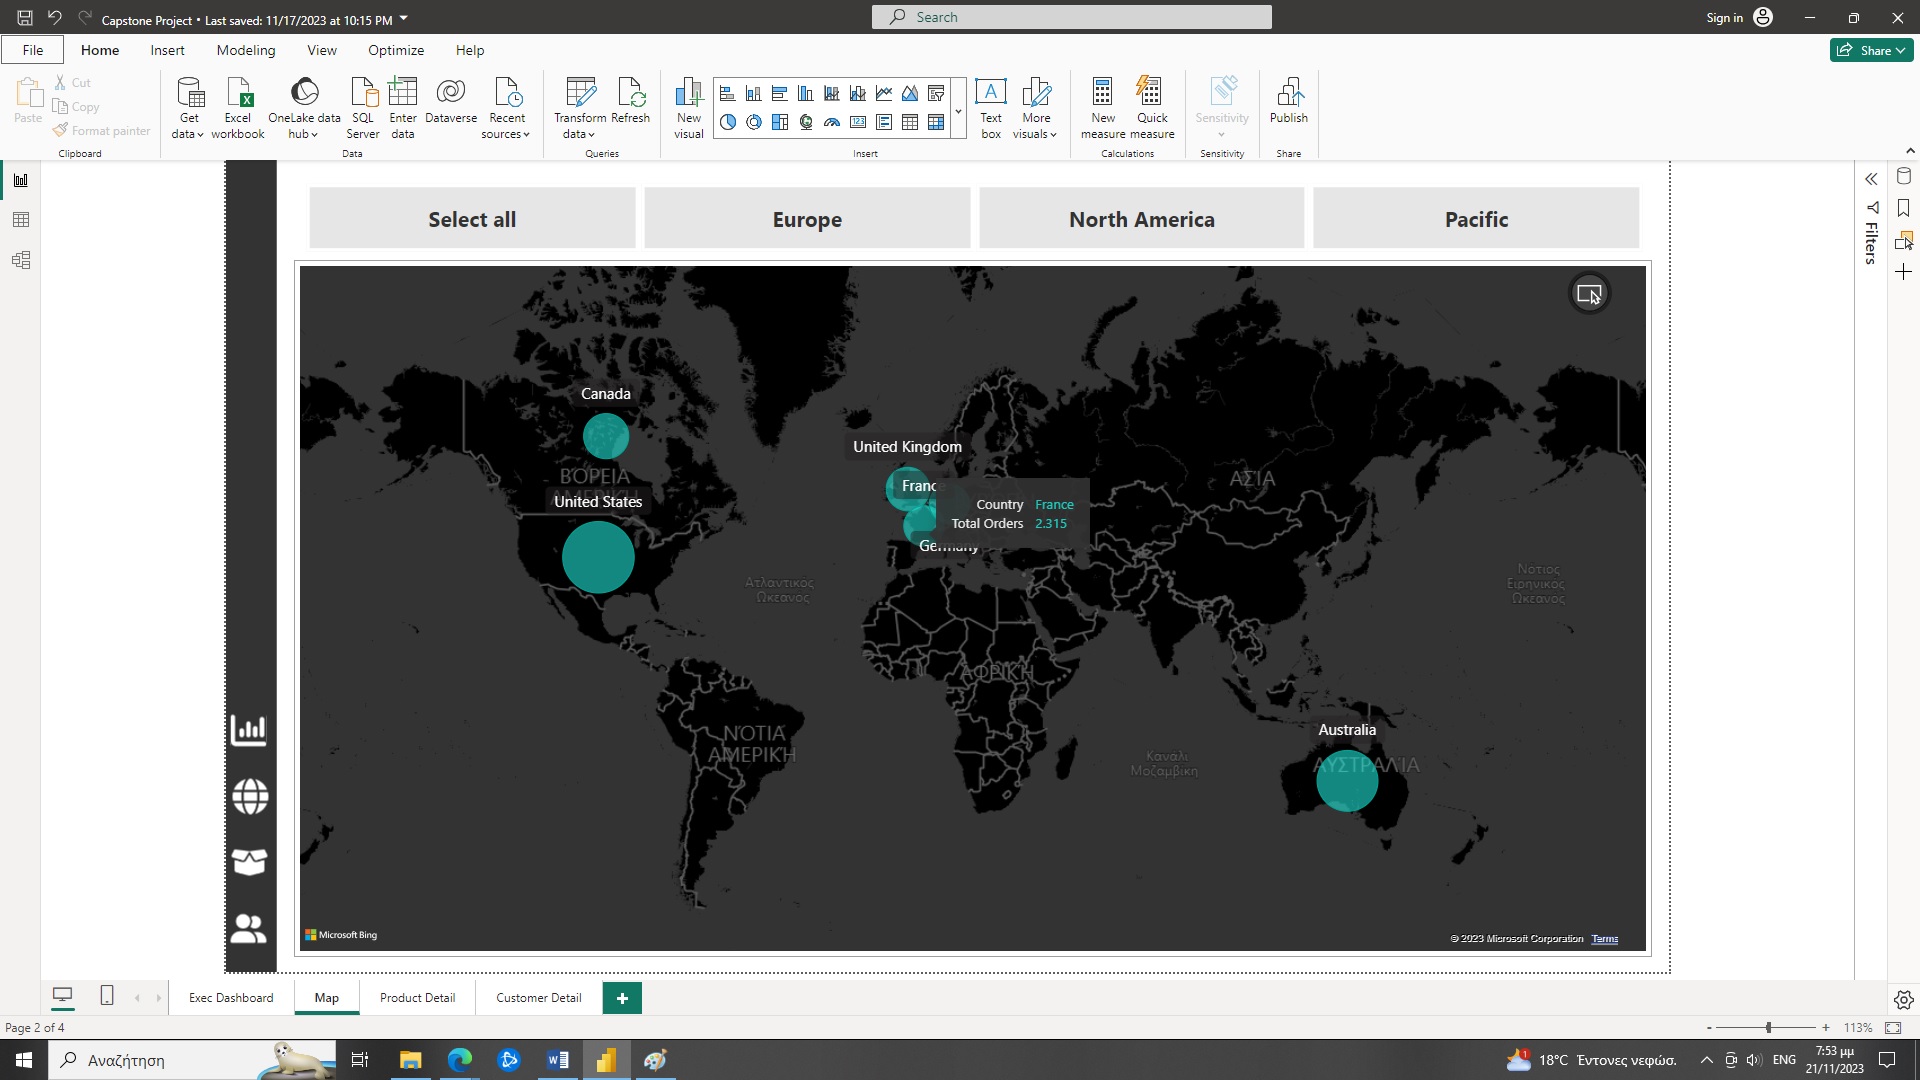 Capstone Project • Last saved: 11/17/2023 at 10:15 PM
Search
Sign in
File
Home
Insert
Modeling
View
Optimize
Help
Share
Paste
Cut
Copy
Format painter
Clipboard
Get data
Excel workbook
OneLake data hub
SQL Server
Enter data
Dataverse
Recent sources
Data
Transform data
Refresh
Queries
New visual
Text box
More visuals
Insert
New measure
Quick measure
Calculations
Sensitivity
Sensitivity
Publish
Share
Select all
Europe
North America
Pacific
Filters
Canada
ΒΟΡΕΙΑ
United States
United Kingdom
Franc
Country France
Total Orders 2.315
Germany
ΑΣΙΑ
Ατλαντικος
Ωκεανός
Νοτιος
Ειρηνικος
Ωκεανός
ΑΦΡΙΚΗ
ΝΟΤΙΑ
ΑΜΕΡΙΚΗ
Κανάλι
Μοζαμβικη
Australia
ΑΥΣΤΡΑΛΊΑ
Microsoft Bing
© 2023 Microsoft Corporation Terms
Exec Dashboard
Map
Product Detail
Customer Detail
Page 2 of 4
- + 113%
Αναζήτηση
18°C Έντονες νεφώσ.
ENG
7:53 μμ
21/11/2023